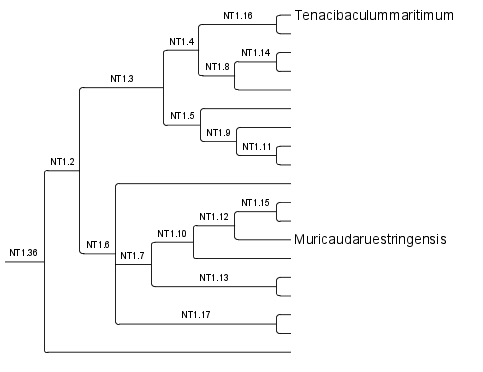 NT1.16
Tenacibaculummaritimum
NT1.4
NT1.14
NT1.8
NT1.3
NT1.5
NT1.9
NT1.11
NT1.2
NT1.15
NT1.12
NT1.10
Muricaudaruestringensis
NT1.6
NT1.7
NT1.36
NT1.13
NT1.17